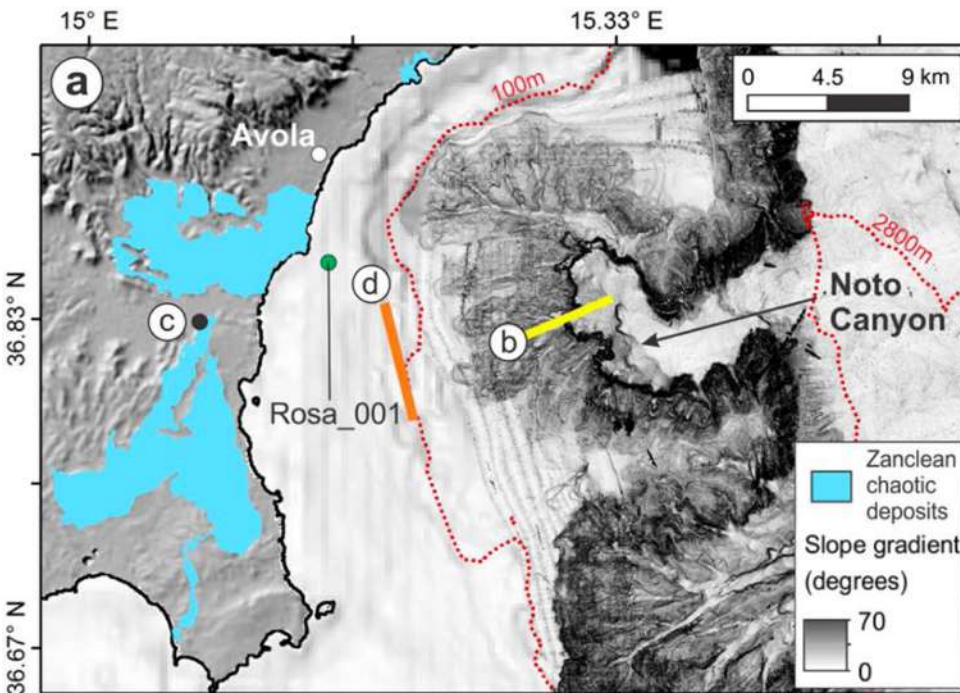 15° E
15.33° E
a
0 4.5 9 km
100m
Avola
2800m
d
36.83° N
c
b
Noto
Canyon
Rosa_001
Zanclean
chaotic
deposits
Slope gradient
(degrees)
70
0
36.67° N